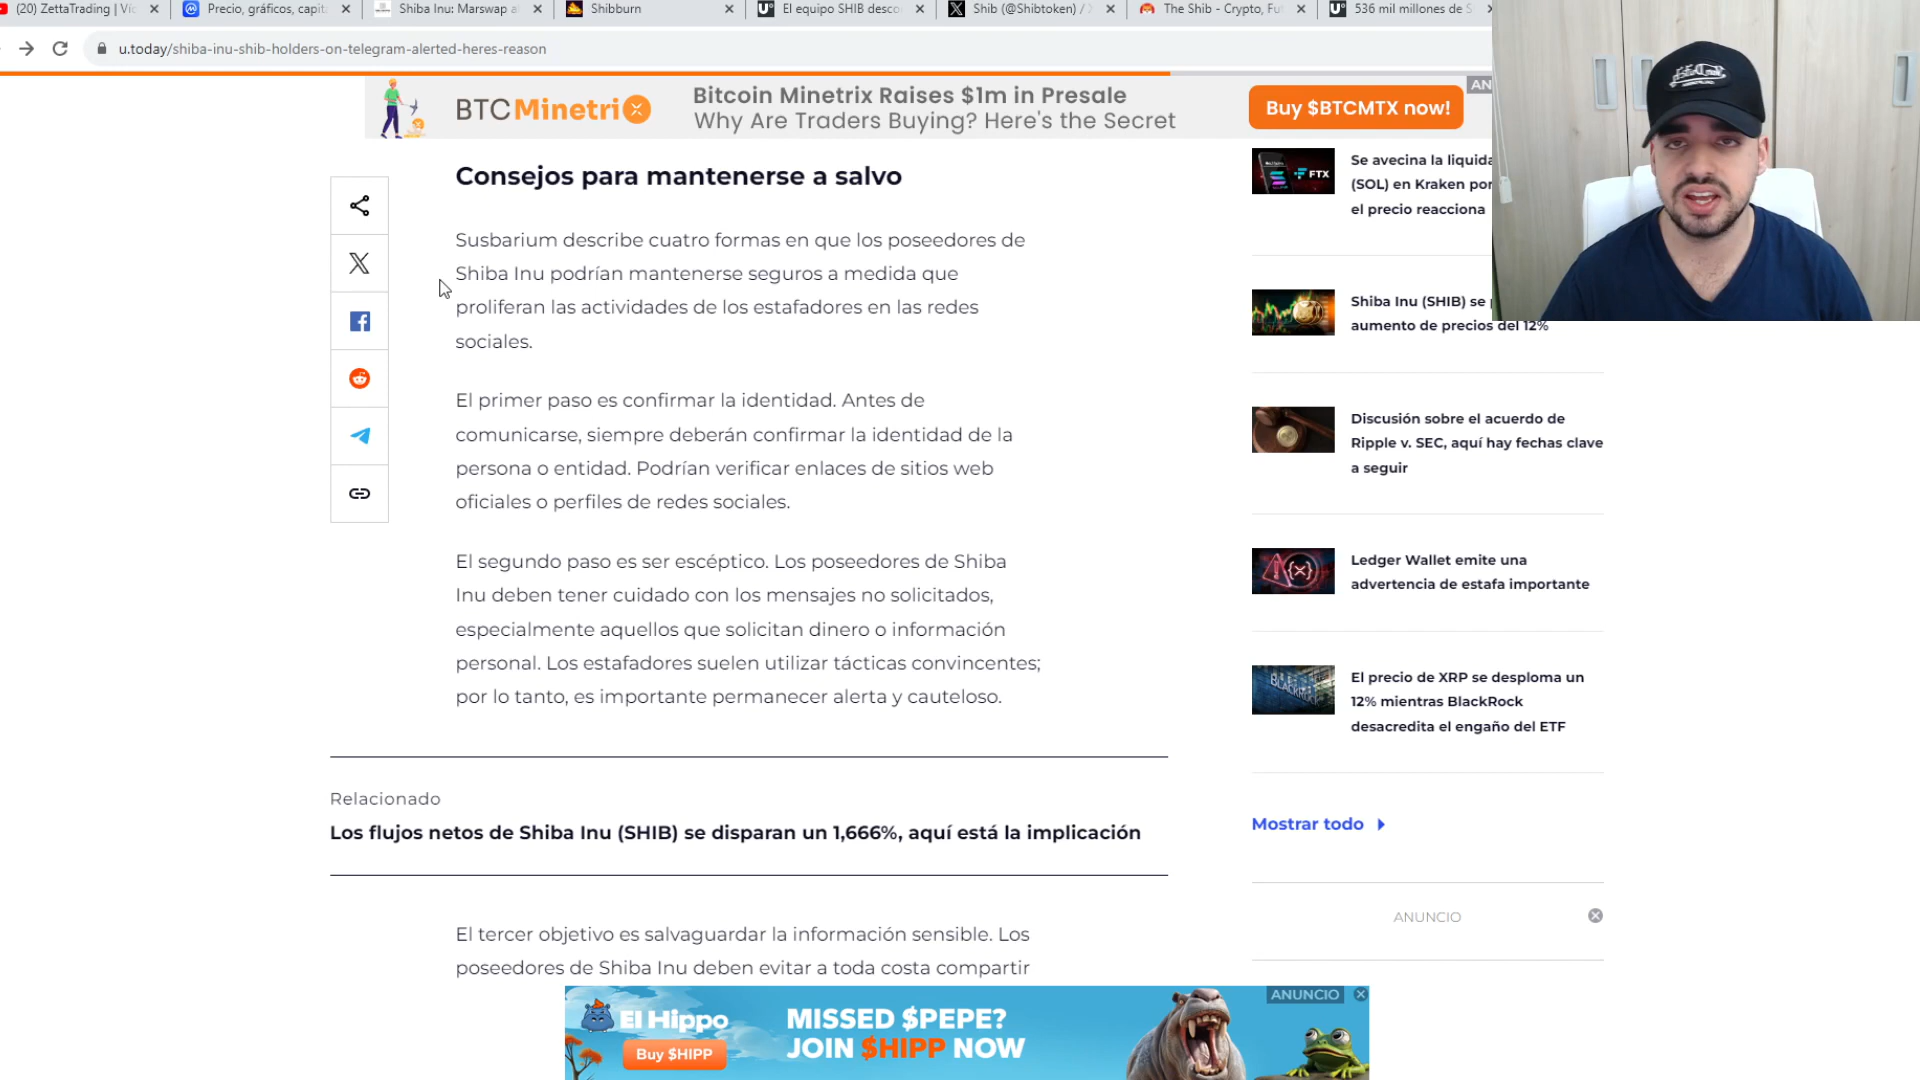 (20) ZettaTrading | Víc
Precio, gráficos, capit
Shiba Inu: Marswap a
Shibburn
El equipo SHIB desco
Shib (@Shibtoken) /
The Shib - Crypto, Fu
536 mil millones de S
u.today/shiba-inu-shib-holders-on-telegram-alerted-heres-reason
BTCMinetrix
Bitcoin Minetrix Raises $1m in Presale
Why Are Traders Buying? Here's the Secret
Buy $BTCMTX now!
AN
Consejos para mantenerse a salvo
Susbarium describe cuatro formas en que los poseedores de
Shiba Inu podrían mantenerse seguros a medida que
proliferan las actividades de los estafadores en las redes
sociales.
El primer paso es confirmar la identidad. Antes de
comunicarse, siempre deberán confirmar la identidad de la
persona o entidad. Podrían verificar enlaces de sitios web
oficiales o perfiles de redes sociales.
El segundo paso es ser escéptico. Los poseedores de Shiba
Inu deben tener cuidado con los mensajes no solicitados,
especialmente aquellos que solicitan dinero o información
personal. Los estafadores suelen utilizar tácticas convincentes;
por lo tanto, es importante permanecer alerta y cauteloso.
Relacionado
Los flujos netos de Shiba Inu (SHIB) se disparan un 1,666%, aquí está la implicación
El tercer objetivo es salvaguardar la información sensible. Los
poseedores de Shiba Inu deben evitar a toda costa compartir
FTX
Se avecina la liquida
(SOL) en Kraken por
el precio reacciona
Shiba Inu (SHIB) se
aumento de precios del 12%
Discusión sobre el acuerdo de
Ripple v. SEC, aquí hay fechas clave
a seguir
Ledger Wallet emite una
advertencia de estafa importante
BLACKROCK
El precio de XRP se desploma un
12% mientras BlackRock
desacredita el engaño del ETF
Mostrar todo
ANUNCIO
ANUNCIO
El Hippo
Buy $HIPP
MISSED $PEPE?
JOIN $HIPP NOW